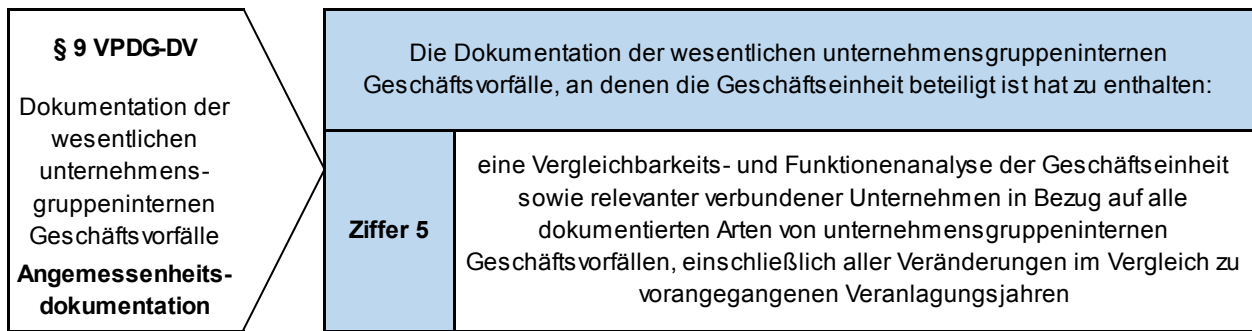 § 9 VPDG-DV
Dokumentation der
wesentlichen
unternehmens-
gruppeninternen
Geschäftsvorfälle
Angemessenheits-
dokumentation
Die Dokumentation der wesentlichen unternehmensgruppeninternen
Geschäftsvorfälle, an denen die Geschäftseinheit beteiligt ist hat zu enthalten:
Ziffer 5
eine Vergleichbarkeits- und Funktionenanalyse der Geschäftseinheit
sowie relevanter verbundener Unternehmen in Bezug auf alle
dokumentierten Arten von unternehmensgruppeninternen
Geschäftsvorfällen, einschließlich aller Veränderungen im Vergleich zu
vorangegangenen Veranlagungsjahren